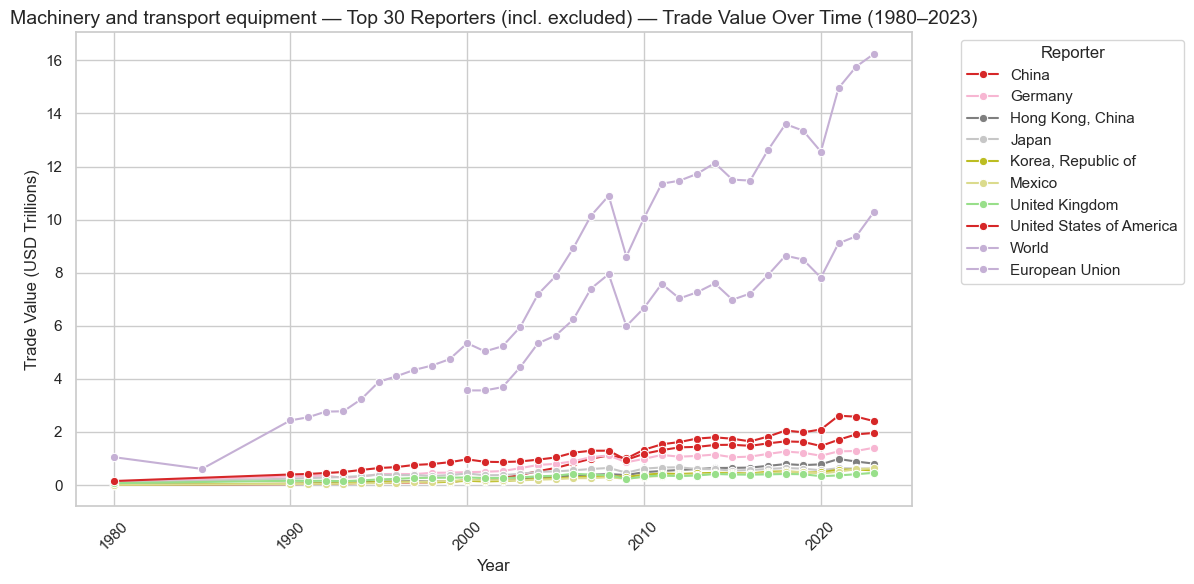 Machinery and transport equipment — Top 30 Reporters (incl. excluded) — Trade Value Over Time (1980–2023)
Trade Value (USD Trillions)
16
14
12
10
8
6
4
2
0
1980
1990
2000
2010
2020
Year
Reporter
China
Germany
Hong Kong, China
Japan
Korea, Republic of
Mexico
United Kingdom
United States of America
World
European Union